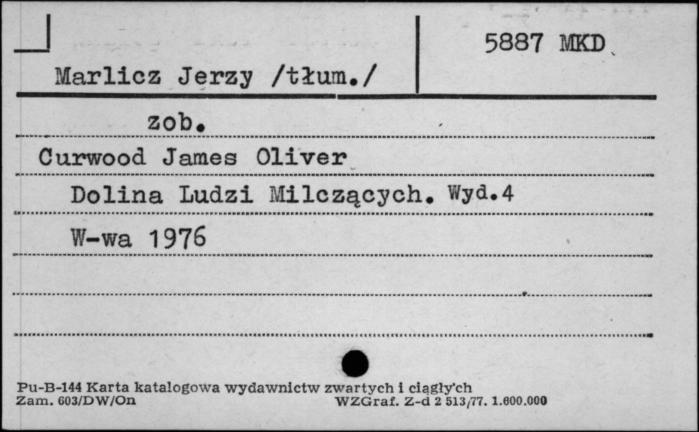 5887 MKD
Marlicz Jerzy /tłum./
zob.
Curwood James Oliver
Dolina Ludzi Milczących. Wyd.4
W-wa 1976
Pu-B-144 Karta katalogowa wydawnictw zwartych i ciągłych
Zam. 603/DW/On WZGraf. Z-d 2 513/77. 1.600.000